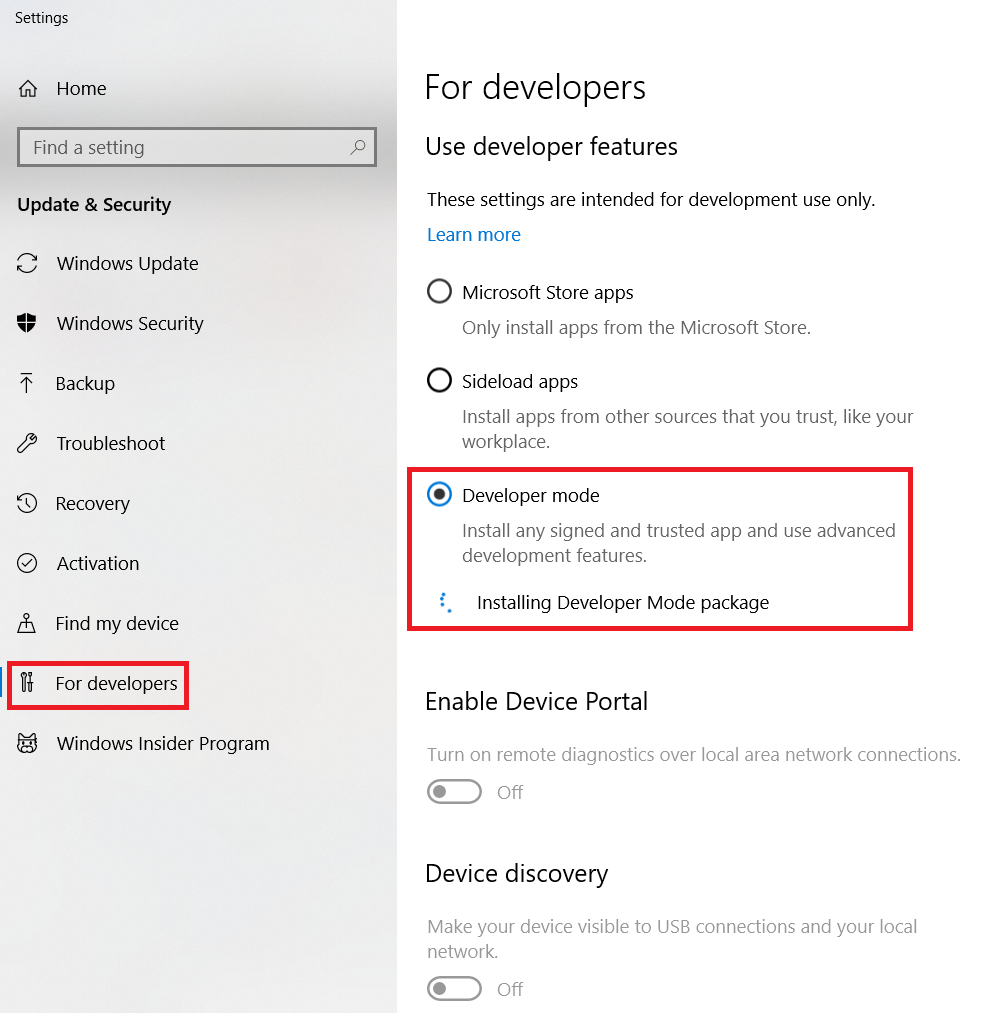 Settings
Home
Find a setting
Update & Security
Windows Update
Windows Security
Backup
Troubleshoot
Recovery
Activation
Find my device
For developers
Windows Insider Program
For developers
Use developer features
These settings are intended for development use only.
Learn more
Microsoft Store apps
Only install apps from the Microsoft Store.
Sideload apps
Install apps from other sources that you trust, like your
workplace.
Developer mode
Install any signed and trusted app and use advanced
development features.
Installing Developer Mode package
Enable Device Portal
Turn on remote diagnostics over local area network connections.
Off
Device discovery
Make your device visible to USB connections and your local
network.
Off